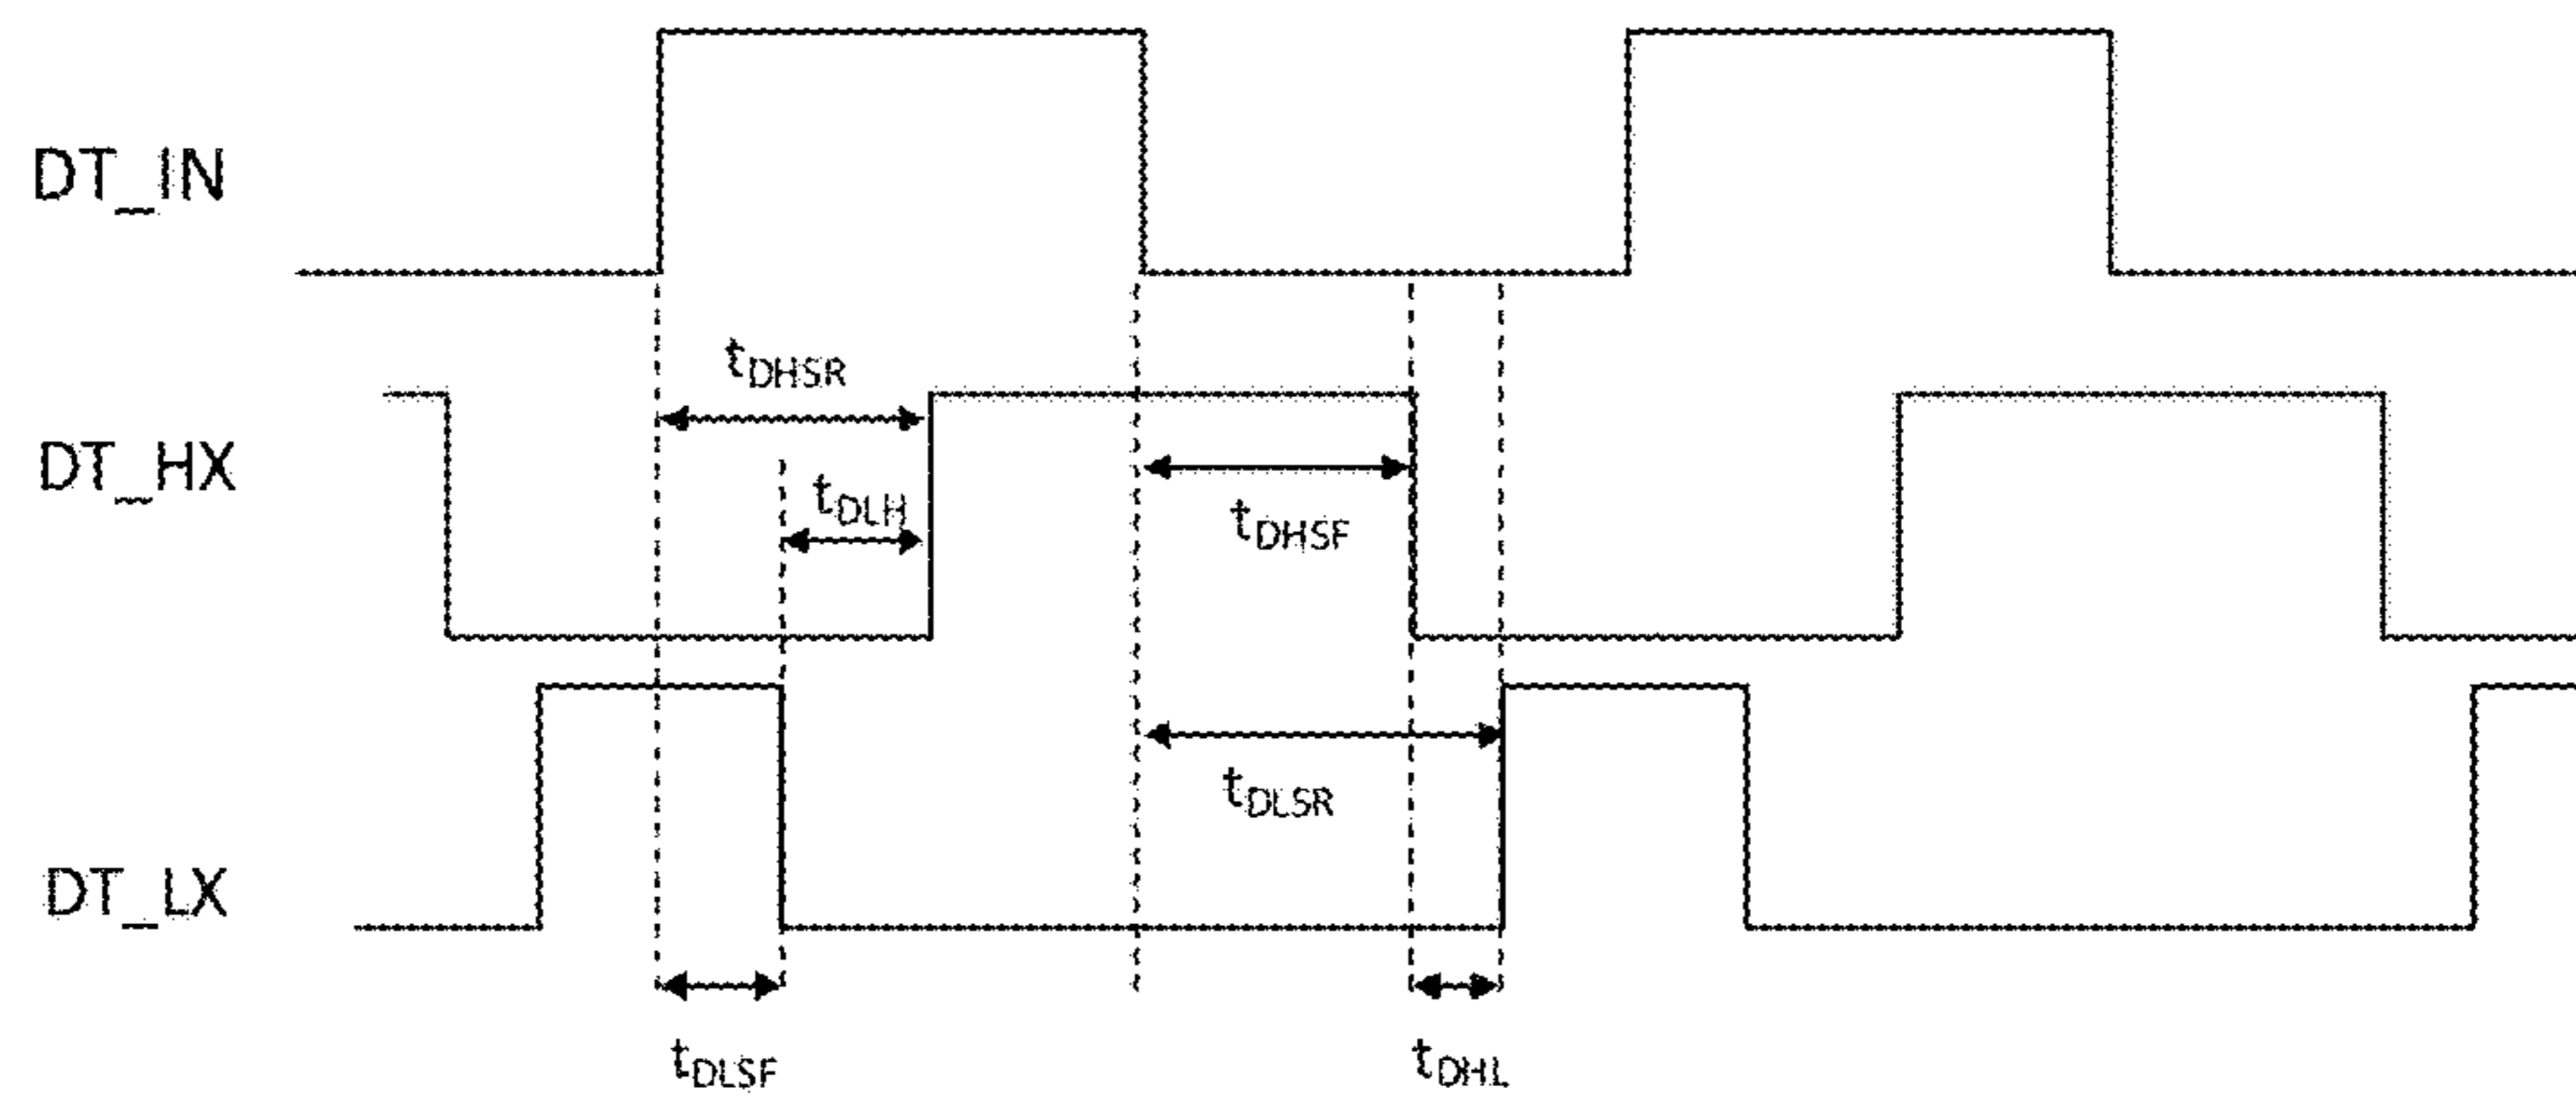 DT_IN
tDHSR
DT_HX
tDLH
tDHSF
tDLSR
DT_LX
tDLSF
tDHL